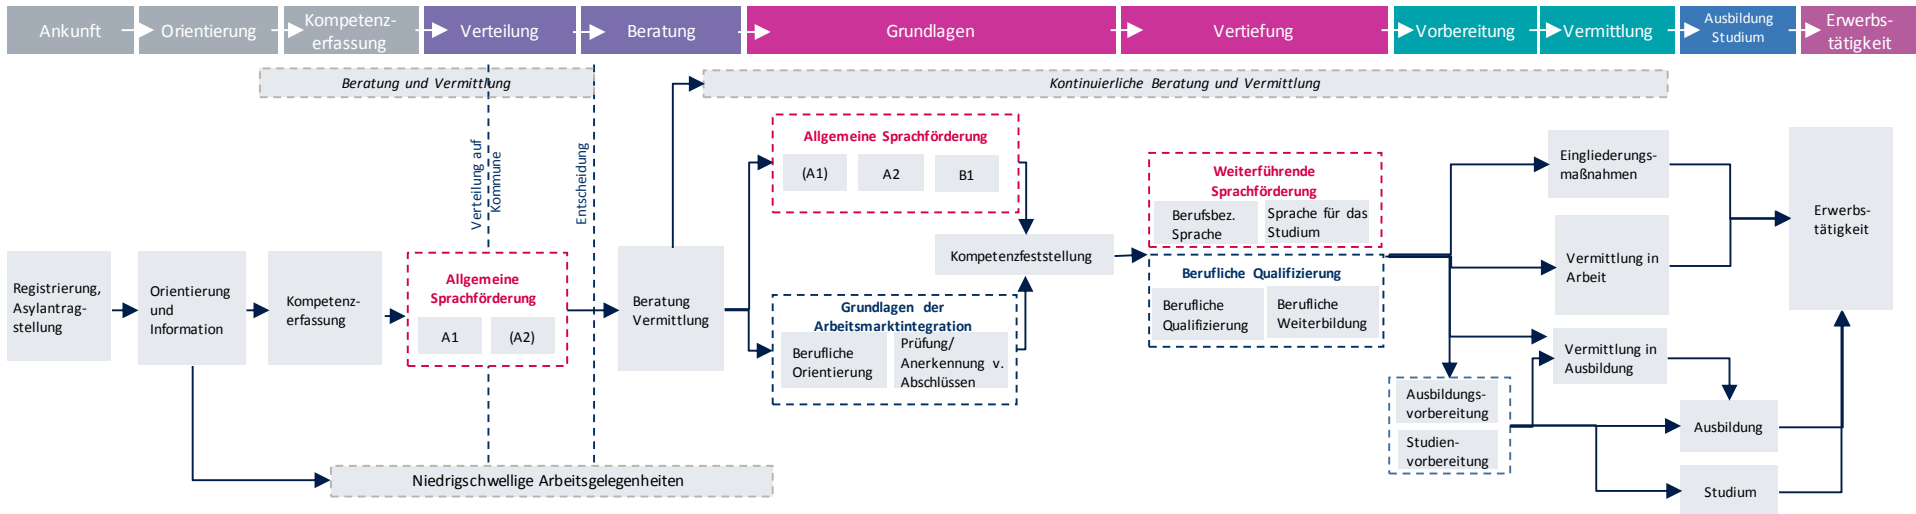 Ankunft
Orientierung
Kompetenz-
erfassung
Verteilung
Beratung
Grundlagen
Vertiefung
Vorbereitung
Vermittlung
Ausbildung
Studium
Erwerbs-
tätigkeit
Beratung und Vermittlung
Kontinuierliche Beratung und Vermittlung
Verteilung auf
Kommune
Entscheidung
Registrierung,
Asylantrag-
stellung
Orientierung
und
Information
Kompetenz-
erfassung
Allgemeine
Sprachförderung
A1
(A2)
Beratung
Vermittlung
Allgemeine Sprachförderung
(A1)
A2
B1
Kompetenzfeststellung
Grundlagen der
Arbeitsmarktintegration
Berufliche
Orientierung
Prüfung/
Anerkennung v.
Abschlüssen
Weiterführende
Sprachförderung
Berufsbez.
Sprache
Sprache für das
Studium
Berufliche Qualifizierung
Berufliche
Qualifizierung
Berufliche
Weiterbildung
Ausbildungs-
vorbereitung
Studien-
vorbereitung
Eingliederungs-
maßnahmen
Vermittlung in
Arbeit
Vermittlung in
Ausbildung
Ausbildung
Studium
Erwerbs-
tätigkeit
Niedrigschwellige Arbeitsgelegenheiten